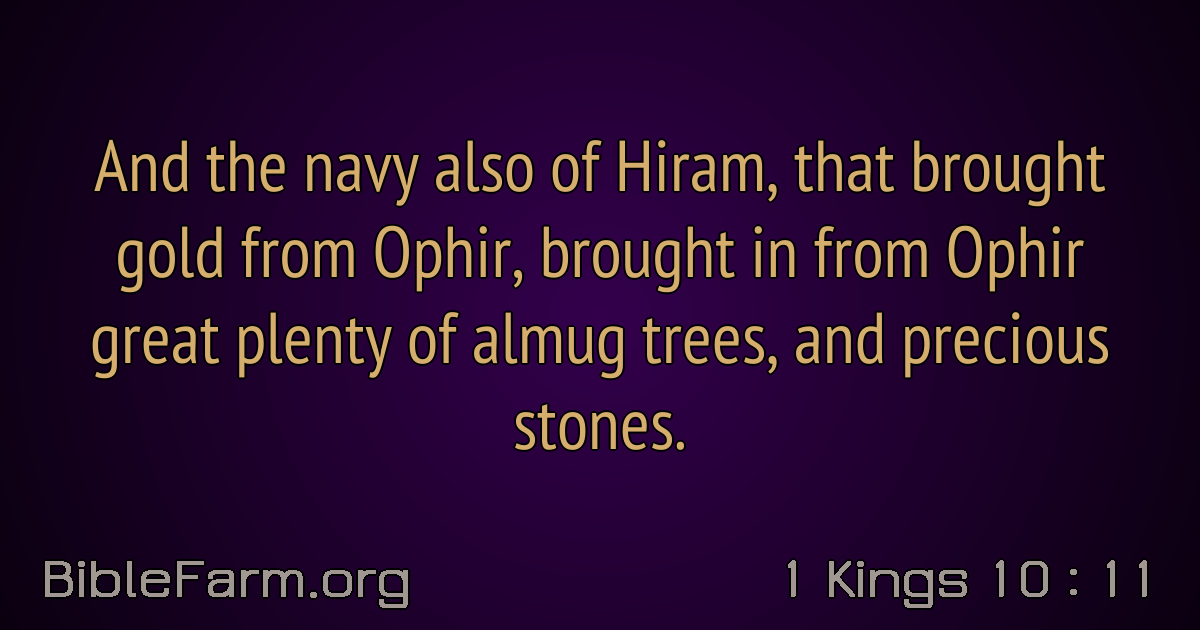 And the navy also of Hiram, that brought
gold from Ophir, brought in from Ophir
great plenty of almug trees, and precious
stones.
BibleFarm.org
1 Kings 10 : 11